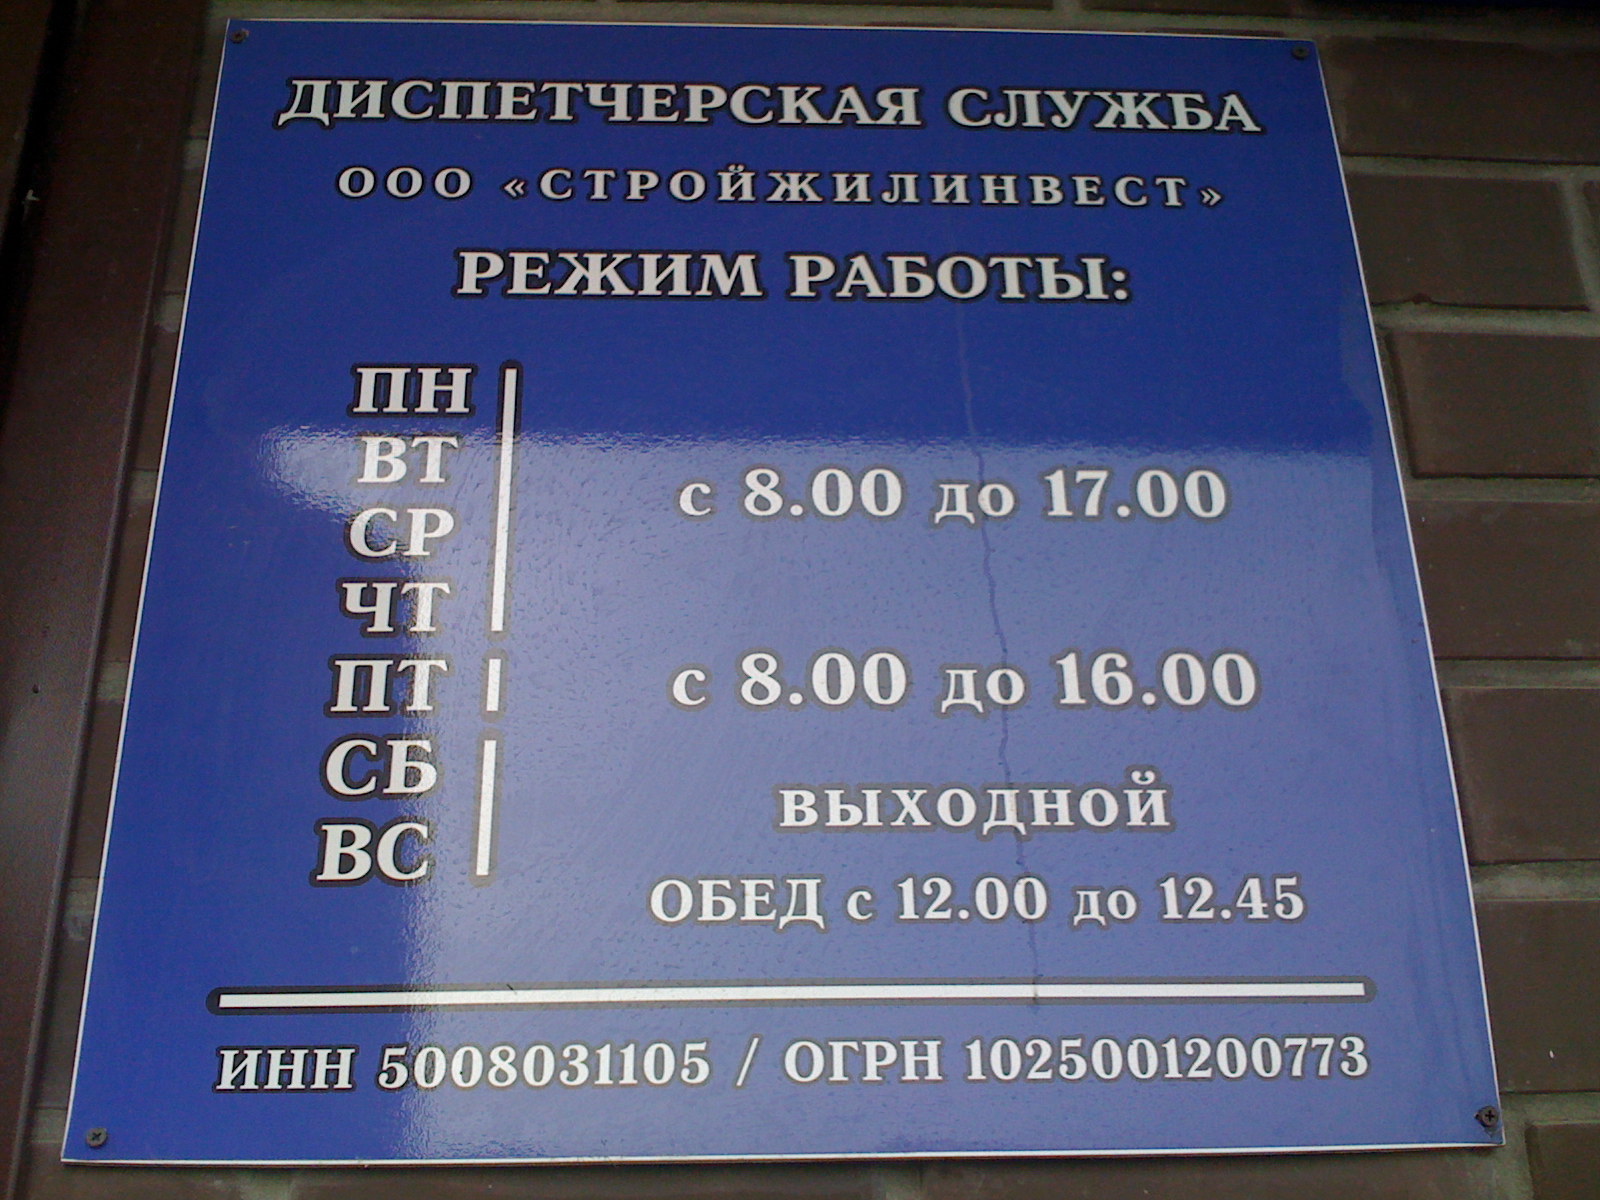 ДИСПЕТЧЕРСКАЯ СЛУЖБА
ООО «СТРОЙЖИЛИНВЕСТ»
РЕЖИМ РАБОТЫ:
ПН
ВТ
СР
ЧТ
с 8.00 до 17.00
ПТ
с 8.00 до 16.00
СБ
ВС
ВЫХОДНОЙ
ОБЕД с 12.00 до 12.45
ИНН 5008031105 / ОГРН 1025001200773